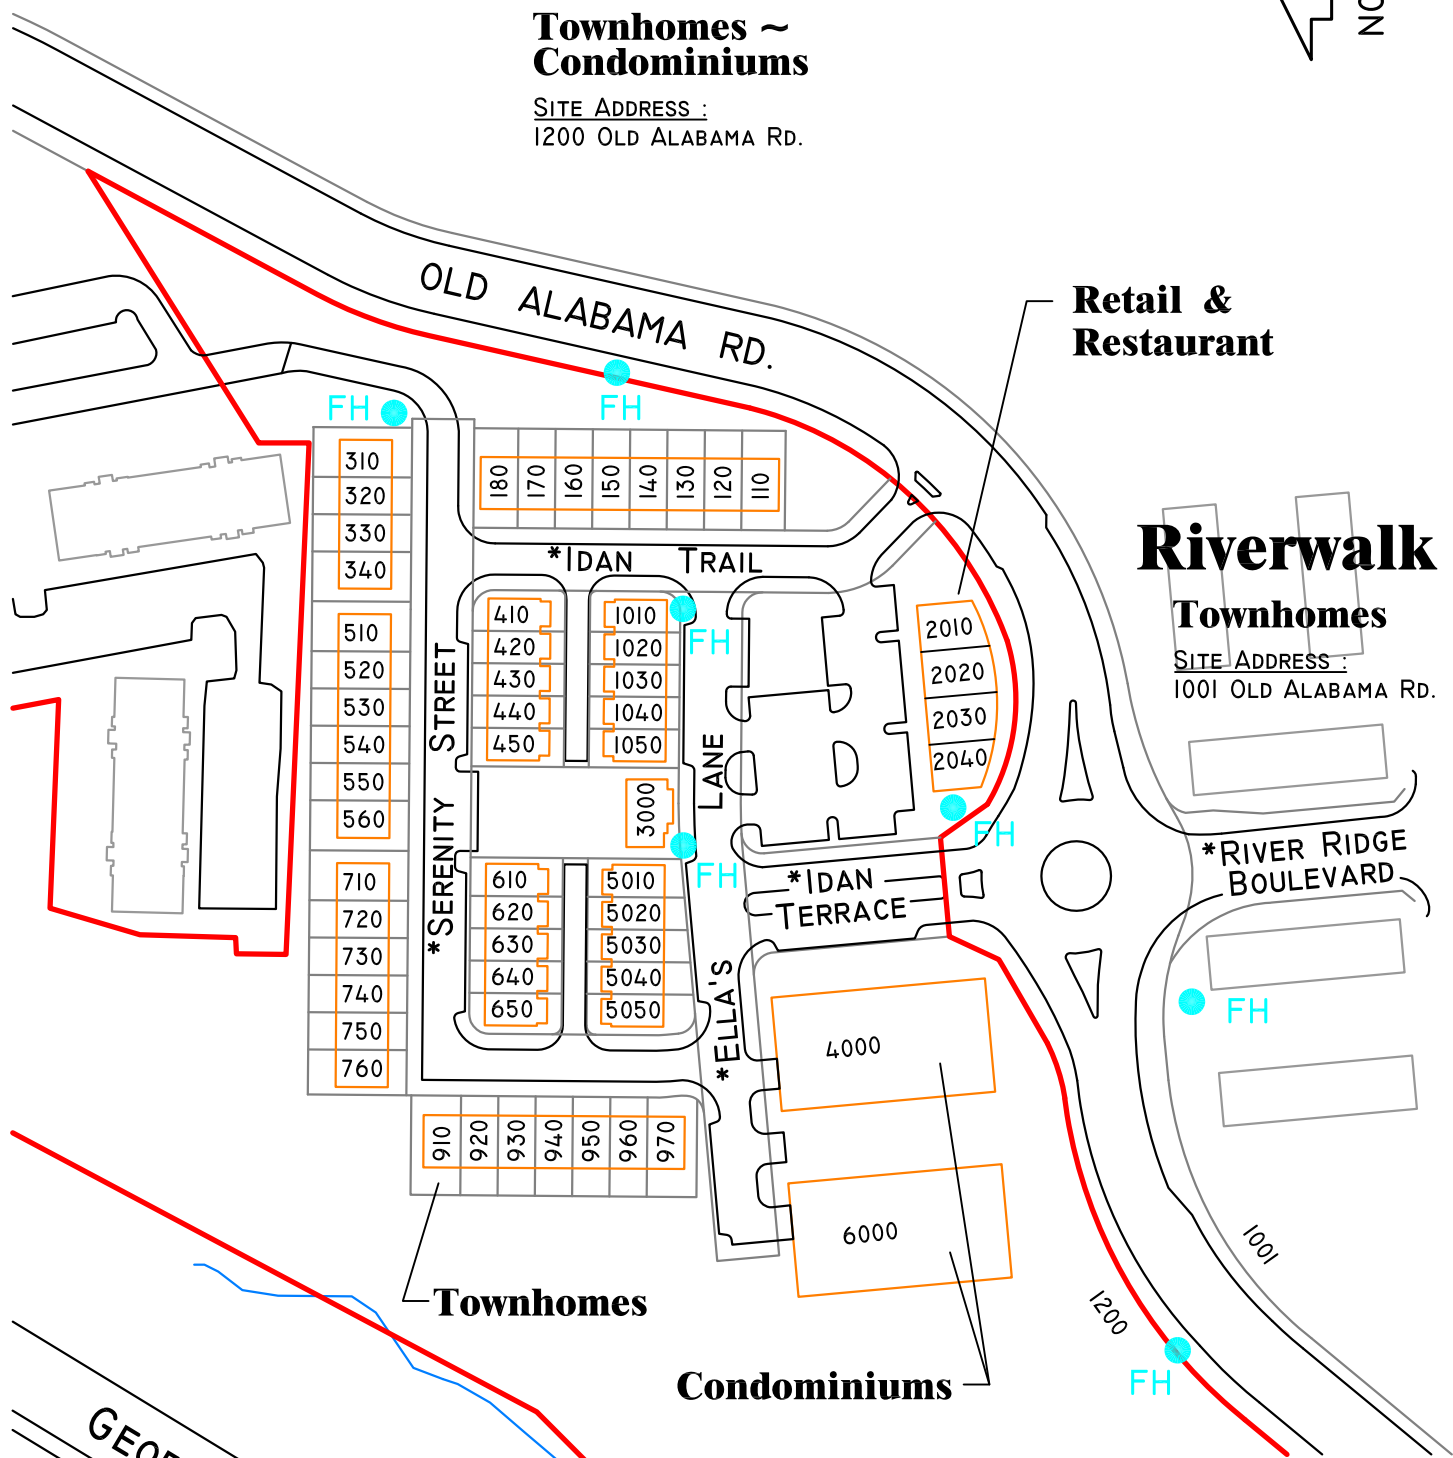 Townhomes ~
Condominiums
SITE ADDRESS :
1200 OLD ALABAMA RD.
OLD ALABAMA RD.
Retail &
Restaurant
FH
FH
310
320
330
340
180 170 160 150 140 130 120 110
*IDAN TRAIL
Riverwalk
Townhomes
SITE ADDRESS :
1001 OLD ALABAMA RD.
510
520
530
540
550
560
*SERENITY STREET
410
420
430
440
450
1010
1020
1030
1040
1050
FH
2010
2020
2030
2040
FH
3000
FH
*ELLA'S LANE
*IDAN
TERRACE
*RIVER RIDGE
BOULEVARD
FH
710
720
730
740
750
760
610
620
630
640
650
5010
5020
5030
5040
5050
4000
6000
910 920 930 940 950 960 970
Townhomes
Condominiums
1001
1200
FH